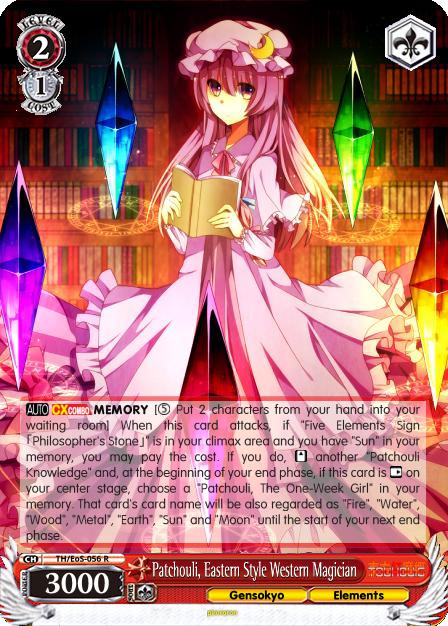 LEVEL
2
1
COST
AUTO CXCOMBO MEMORY [⑤ Put 2 characters from your hand into your
waiting room] When this card attacks, if "Five Elements Sign
「Philosopher's Stone」" is in your climax area and you have "Sun" in your
memory, you may pay the cost. If you do, another "Patchouli
Knowledge" and, at the beginning of your end phase, if this card is on
your center stage, choose a "Patchouli, The One-Week Girl" in your
memory. That card's card name will be also regarded as "Fire", "Water",
"Wood", "Metal", "Earth", "Sun" and "Moon" until the start of your next end
phase.
CH TH/EoS-056 R
POWER 3000 SOUL
Patchouli, Eastern Style Western Magician
Gensokyo Elements